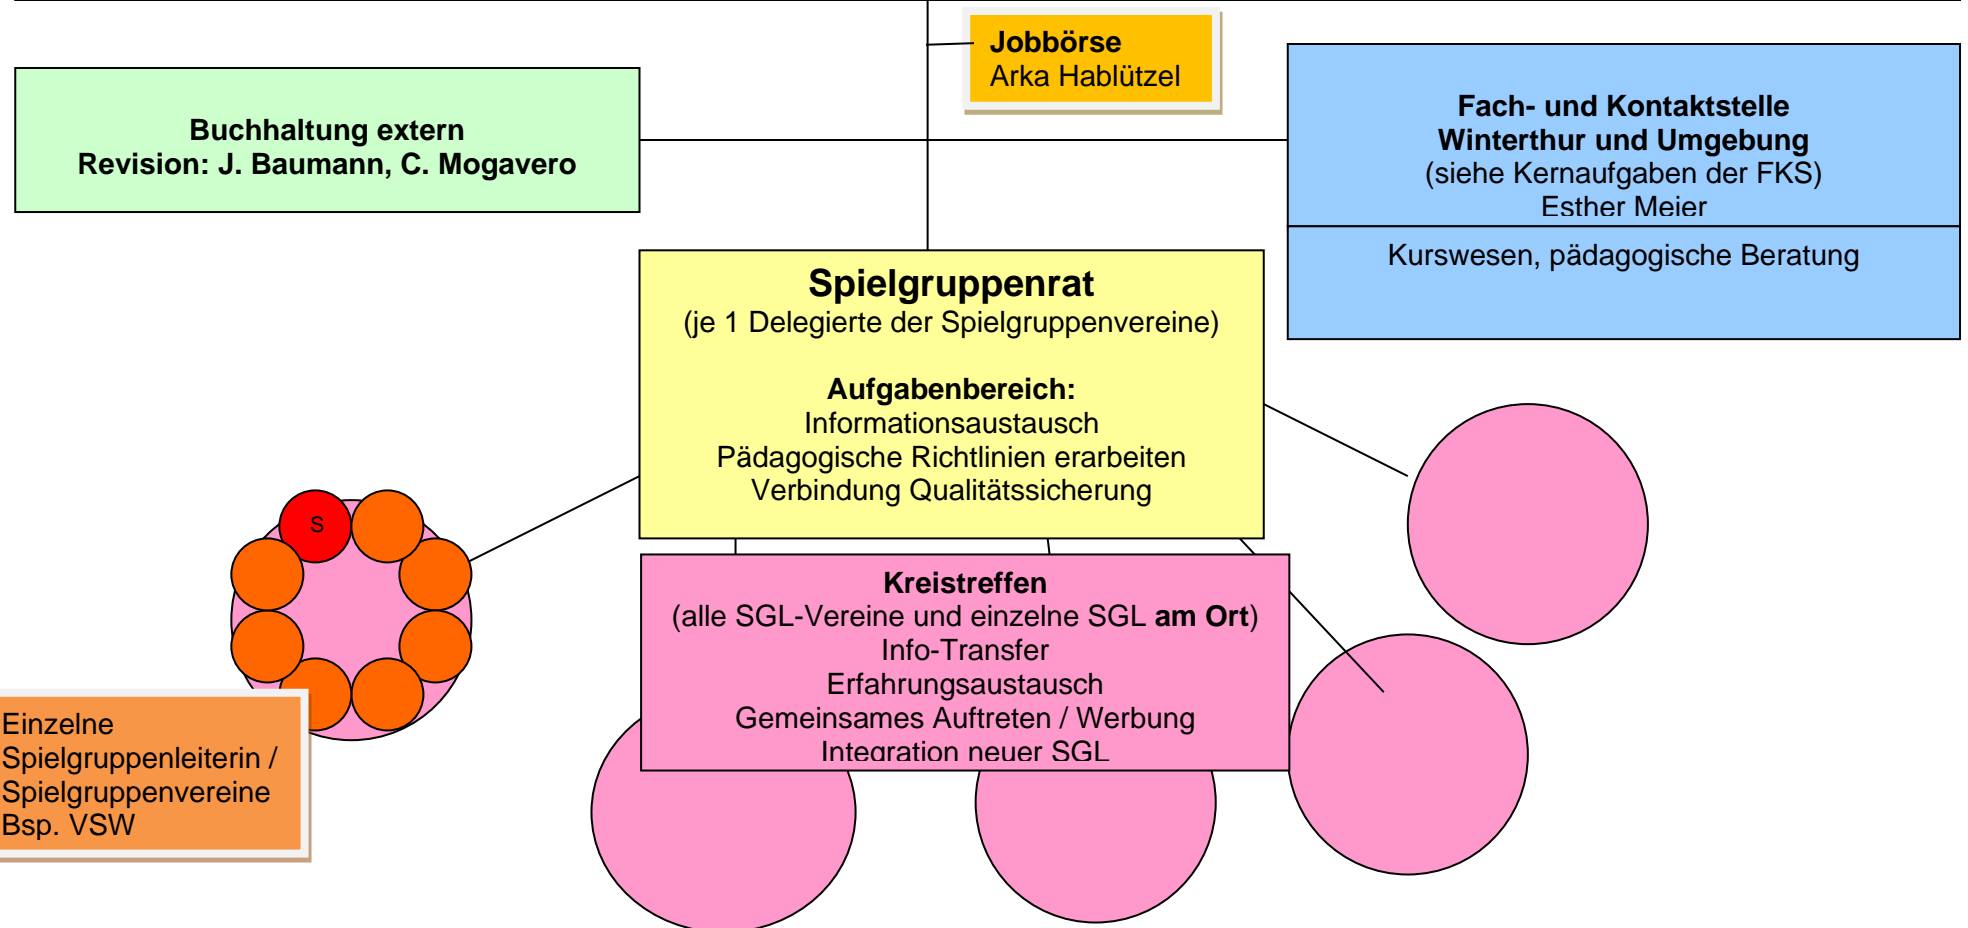 Jobbörse
Arka Hablützel
Buchhaltung extern
Revision: J. Baumann, C. Mogavero
Fach- und Kontaktstelle
Winterthur und Umgebung
(siehe Kernaufgaben der FKS)
Esther Meier
Kurswesen, pädagogische Beratung
Spielgruppenrat
(je 1 Delegierte der Spielgruppenvereine)
Aufgabenbereich:
Informationsaustausch
Pädagogische Richtlinien erarbeiten
Verbindung Qualitätssicherung
S
Kreistreffen
(alle SGL-Vereine und einzelne SGL am Ort)
Info-Transfer
Erfahrungsaustausch
Gemeinsames Auftreten / Werbung
Integration neuer SGL
Einzelne
Spielgruppenleiterin /
Spielgruppenvereine
Bsp. VSW